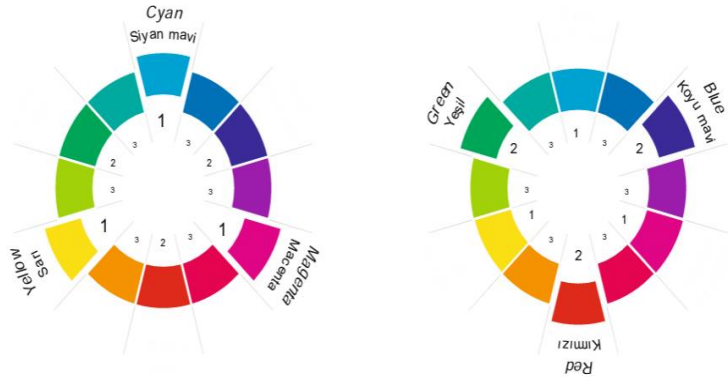 Cyan
Siyan mavi
1
3 3
2 2
3 3
1 1
3 2 3
Yellow
Sarı
Magenta
Macenta
Green
Yeşil
Blue
Koyu mavi
3 1 3
2 2
3 3
1 1
3 3
2
Kımızı
Red